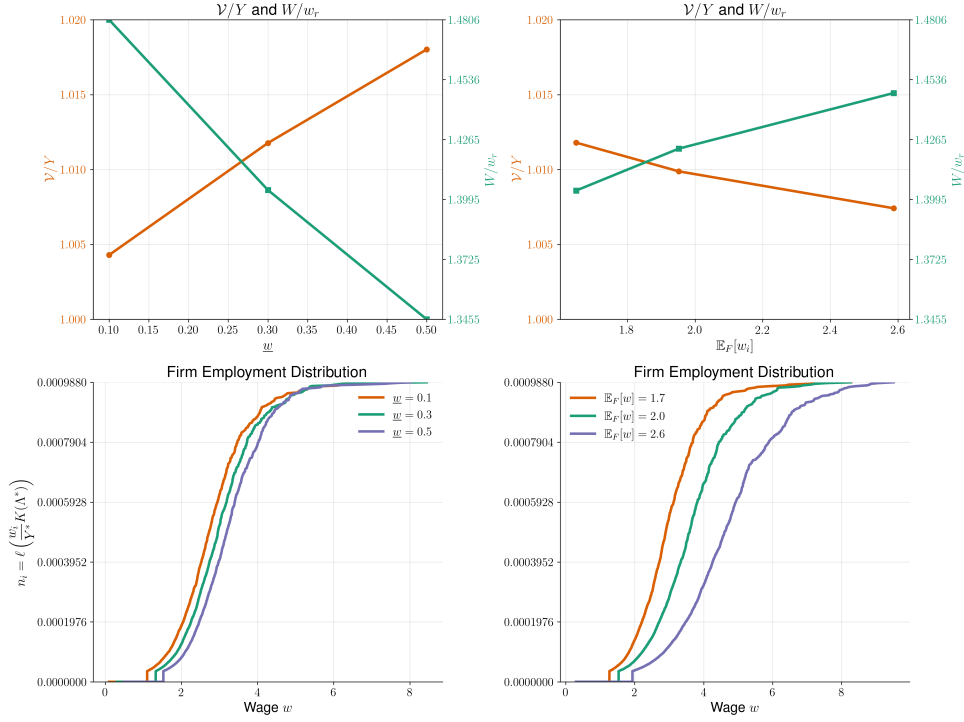 𝒱/Y and W/w_r
1.020
1.015
1.010
1.005
1.000
𝒱/Y
1.4806
1.4536
1.4265
1.3995
1.3725
1.3455
W/w_r
0.10 0.15 0.20 0.25 0.30 0.35 0.40 0.45 0.50
w̲
𝒱/Y and W/w_r
1.020
1.015
1.010
1.005
1.000
𝒱/Y
1.4806
1.4536
1.4265
1.3995
1.3725
1.3455
W/w_r
1.8 2.0 2.2 2.4 2.6
𝔼_F[w_i]
Firm Employment Distribution
0.0009880
0.0007904
0.0005928
0.0003952
0.0001976
0.0000000
n_i = ℓ(w_i/Y* K(Λ*))
w̲ = 0.1
w̲ = 0.3
w̲ = 0.5
0 2 4 6 8
Wage w
Firm Employment Distribution
0.0009880
0.0007904
0.0005928
0.0003952
0.0001976
0.0000000
𝔼_F[w] = 1.7
𝔼_F[w] = 2.0
𝔼_F[w] = 2.6
0 2 4 6 8
Wage w